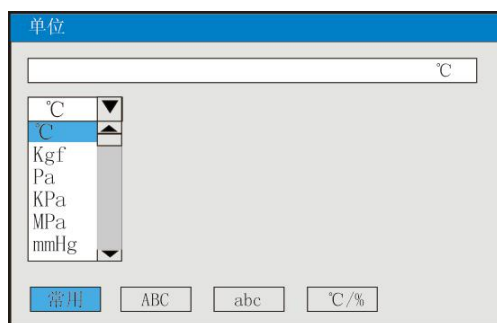 单位
℃
℃
℃
Kgf
Pa
KPa
MPa
mmHg
常用 ABC abc ℃/%